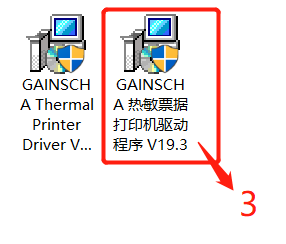 GAINSCH
A Thermal
Printer
Driver V...
GAINSCH
A 热敏票据
打印机驱动
程序 V19.3
3